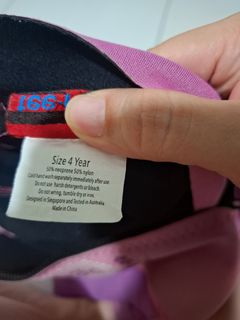 Size 4 Year
50% neoprene 50% nylon
Cold hand wash separately immediately after use.
Do not use harsh detergents or bleach.
Do not wring, tumble dry or iron.
Designed in Singapore and Tested in Australia.
Made in China